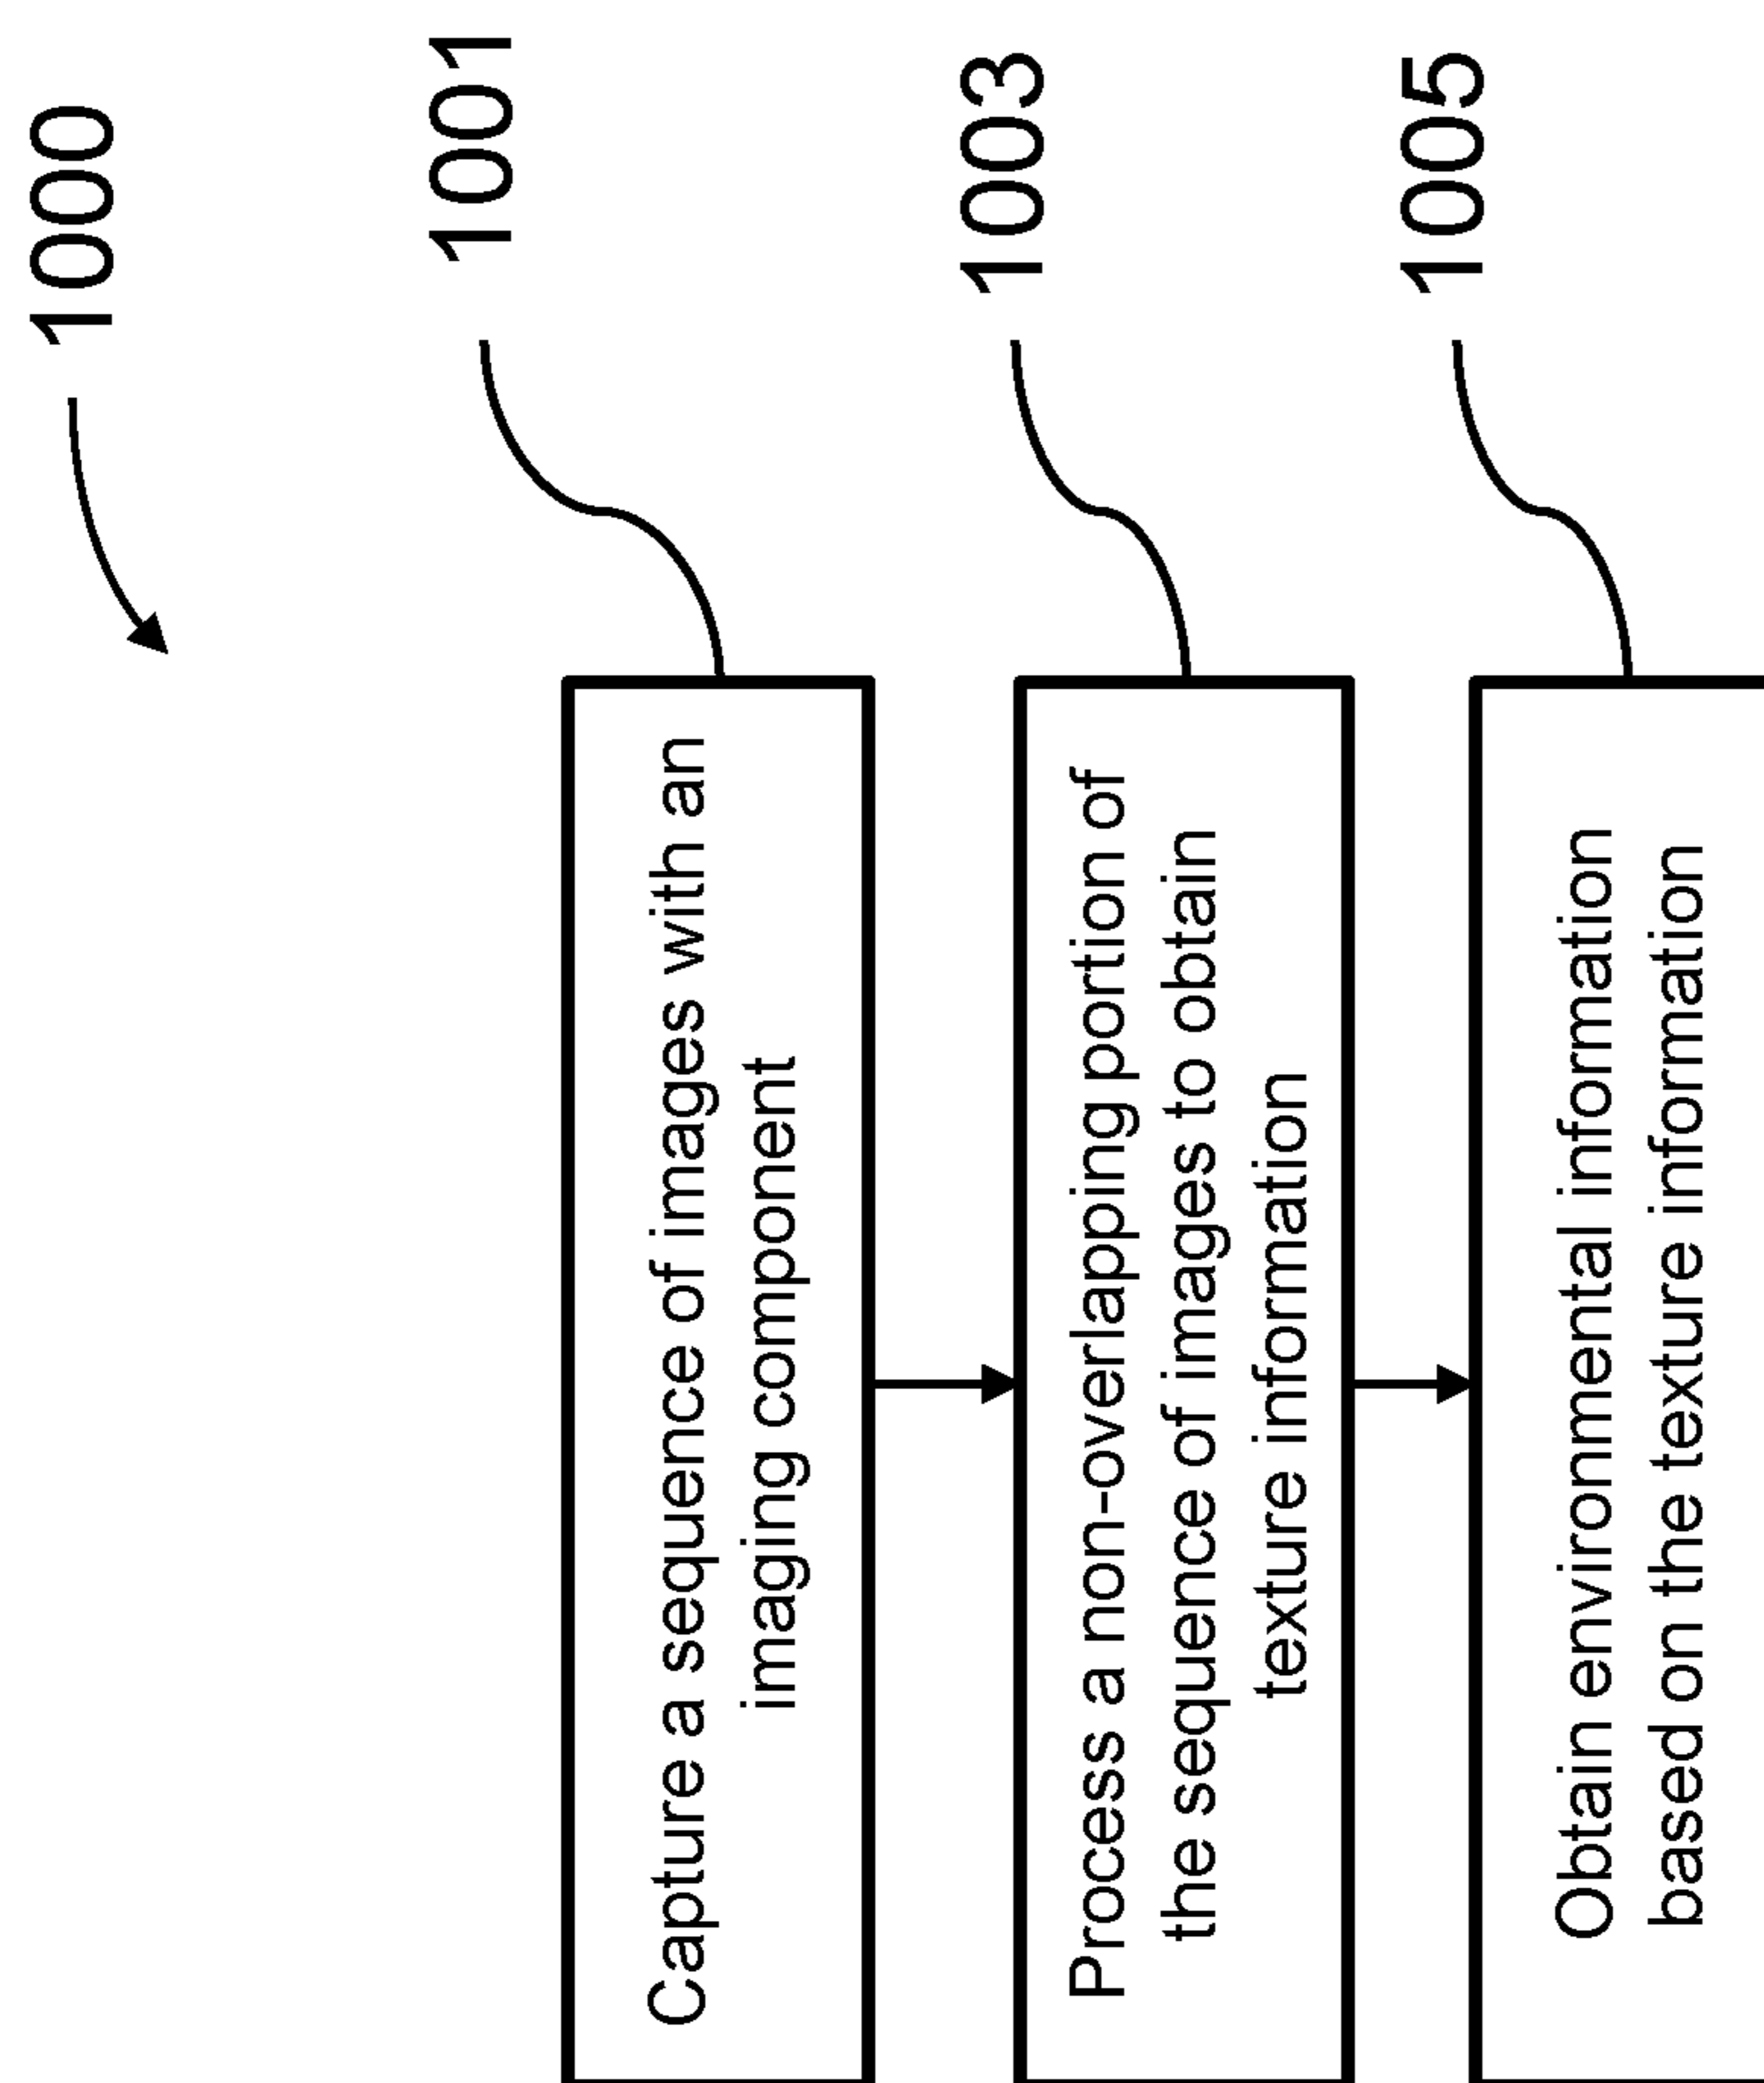 1000
1001
Capture a sequence of images with an
imaging component
1003
Process a non-overlapping portion of
the sequence of images to obtain
texture information
1005
Obtain environmental information
based on the texture information